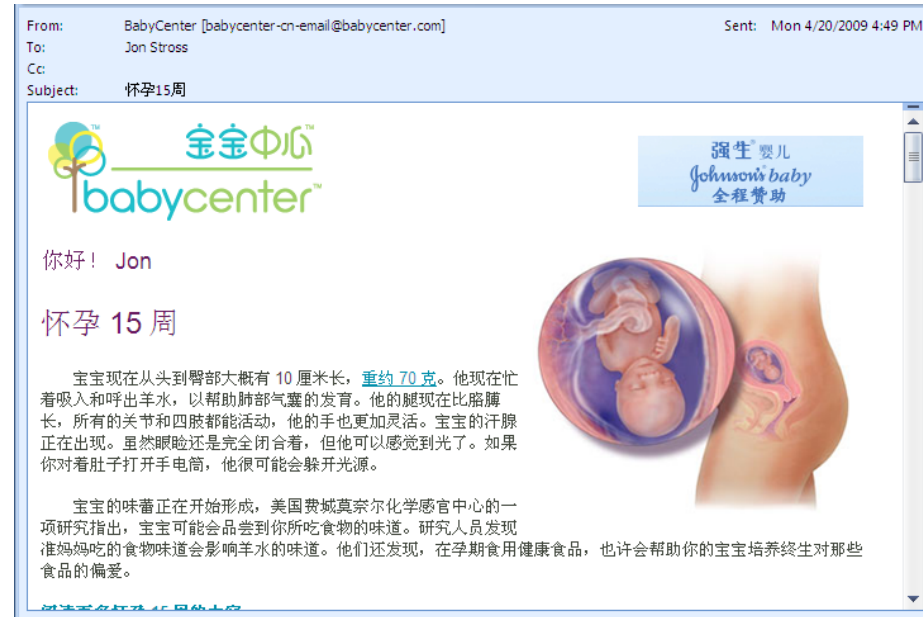 From: BabyCenter [babycenter-cn-email@babycenter.com] Sent: Mon 4/20/2009 4:49 PM
To: Jon Stross
Cc:
Subject: 怀孕15周
宝宝中心™
babycenter™
强生®婴儿
Johnson's baby
全程赞助
你好! Jon
怀孕 15 周
宝宝现在从头到臀部大概有 10 厘米长，重约 70 克。他现在忙
着吸入和呼出羊水，以帮助肺部气囊的发育。他的腿现在比胳膊
长，所有的关节和四肢都能活动，他的手也更加灵活。宝宝的汗腺
正在出现。虽然眼睑还是完全闭合着，但他可以感觉到光了。如果
你对着肚子打开手电筒，他很可能会躲开光源。
宝宝的味蕾正在开始形成，美国费城莫奈尔化学感官中心的一
项研究指出，宝宝可能会品尝到你所吃食物的味道。研究人员发现
准妈妈吃的食物味道会影响羊水的味道。他们还发现，在孕期食用健康食品，也许会帮助你的宝宝培养终生对那些
食品的偏爱。
阅读更多怀孕 15 周的内容